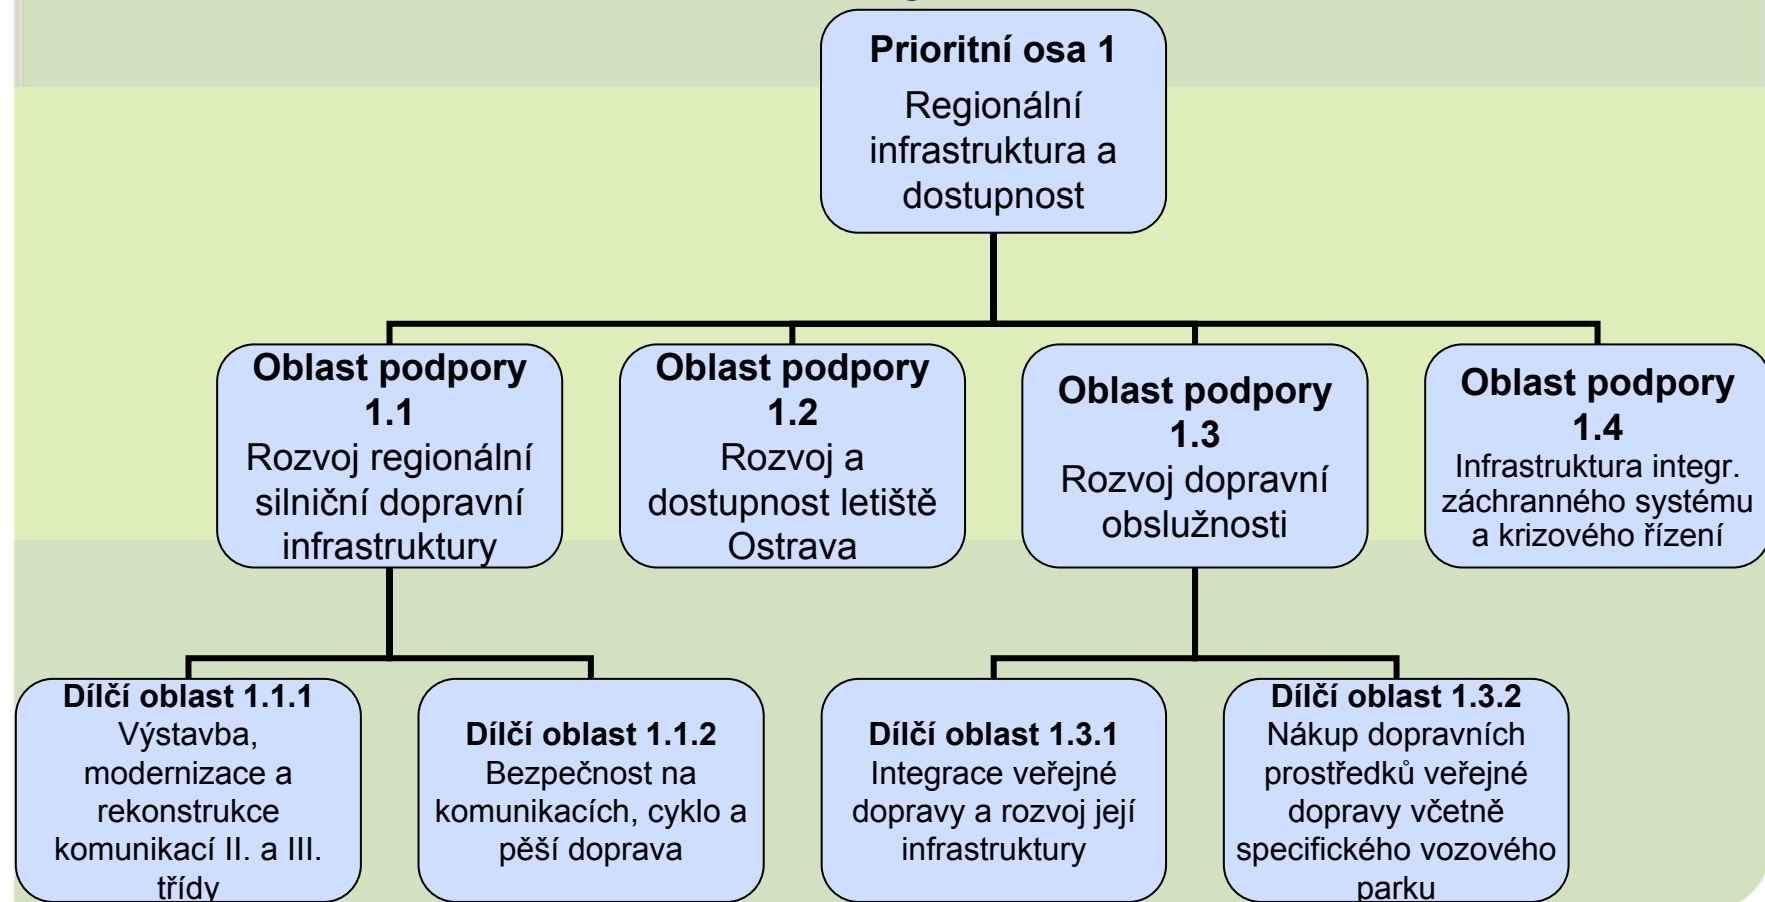 Prioritní osa 1
Regionální
infrastruktura a
dostupnost
Oblast podpory
1.1
Rozvoj regionální
silniční dopravní
infrastruktury
Oblast podpory
1.2
Rozvoj a
dostupnost letiště
Ostrava
Oblast podpory
1.3
Rozvoj dopravní
obslužnosti
Oblast podpory
1.4
Infrastruktura integr.
záchranného systému
a krizového řízení
Dílčí oblast 1.1.1
Výstavba,
modernizace a
rekonstrukce
komunikací II. a III.
třídy
Dílčí oblast 1.1.2
Bezpečnost na
komunikacích, cyklo a
pěší doprava
Dílčí oblast 1.3.1
Integrace veřejné
dopravy a rozvoj její
infrastruktury
Dílčí oblast 1.3.2
Nákup dopravních
prostředků veřejné
dopravy včetně
specifického vozového
parku